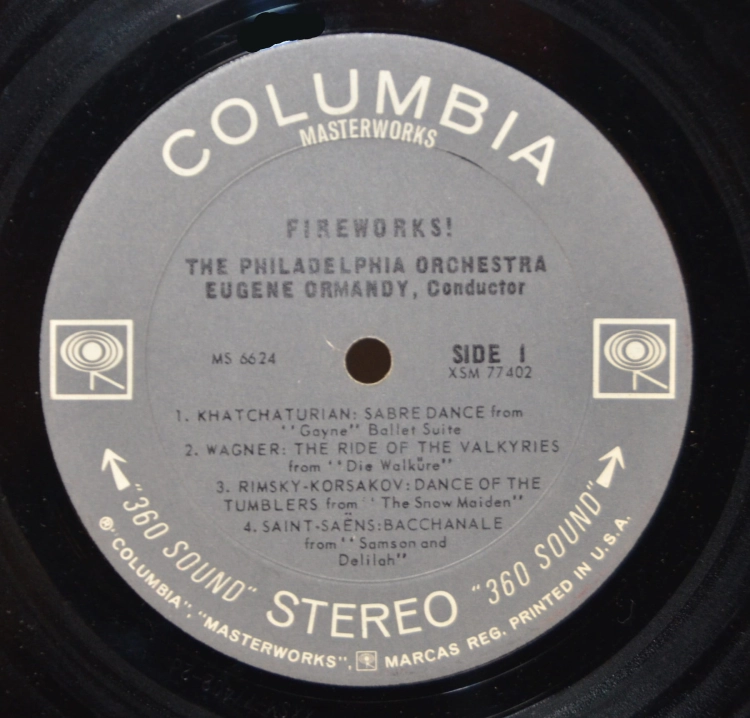 COLUMBIA
MASTERWORKS
FIREWORKS!
THE PHILADELPHIA ORCHESTRA
EUGENE ORMANDY, Conductor
MS 6624
SIDE 1
XSM 77402
1. KHATCHATURIAN: SABRE DANCE from
"Gayne" Ballet Suite
2. WAGNER: THE RIDE OF THE VALKYRIES
from "Die Walküre"
3. RIMSKY-KORSAKOV: DANCE OF THE
TUMBLERS from "The Snow Maiden"
4. SAINT-SAËNS: BACCHANALE
from "Samson and
Delilah"
"360 SOUND" STEREO "360 SOUND"
® "COLUMBIA", "MASTERWORKS", MARCAS REG. PRINTED IN U.S.A.